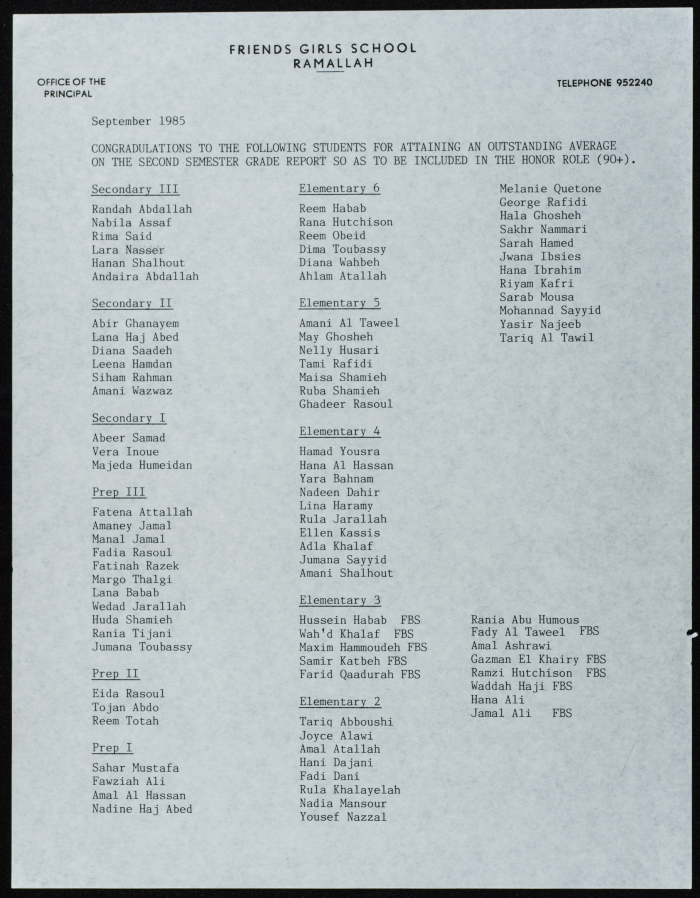 FRIENDS GIRLS SCHOOL
RAMALLAH
OFFICE OF THE
PRINCIPAL
TELEPHONE 952240
September 1985
CONGRADULATIONS TO THE FOLLOWING STUDENTS FOR ATTAINING AN OUTSTANDING AVERAGE
ON THE SECOND SEMESTER GRADE REPORT SO AS TO BE INCLUDED IN THE HONOR ROLE (90+).
Secondary III
Randah Abdallah
Nabila Assaf
Rima Said
Lara Nasser
Hanan Shalhout
Andaira Abdallah
Secondary II
Abir Ghanayem
Lana Haj Abed
Diana Saadeh
Leena Hamdan
Siham Rahman
Amani Wazwaz
Secondary I
Abeer Samad
Vera Inoue
Majeda Humeidan
Prep III
Fatena Attallah
Amaney Jamal
Manal Jamal
Fadia Rasoul
Fatinah Razek
Margo Thalgi
Lana Babab
Wedad Jarallah
Huda Shamieh
Rania Tijani
Jumana Toubassy
Prep II
Eida Rasoul
Tojan Abdo
Reem Totah
Prep I
Sahar Mustafa
Fawziah Ali
Amal Al Hassan
Nadine Haj Abed
Elementary 6
Reem Habab
Rana Hutchison
Reem Obeid
Dima Toubassy
Diana Wahbeh
Ahlam Atallah
Elementary 5
Amani Al Taweel
May Ghosheh
Nelly Husari
Tami Rafidi
Maisa Shamieh
Ruba Shamieh
Ghadeer Rasoul
Elementary 4
Hamad Yousra
Hana Al Hassan
Yara Bahnam
Nadeen Dahir
Lina Haramy
Rula Jarallah
Ellen Kassis
Adla Khalaf
Jumana Sayyid
Amani Shalhout
Elementary 3
Hussein Habab FBS
Wah'd Khalaf FBS
Maxim Hammoudeh FBS
Samir Katbeh FBS
Farid Qaadurah FBS
Elementary 2
Tariq Abboushi
Joyce Alawi
Amal Atallah
Hani Dajani
Fadi Dani
Rula Khalayelah
Nadia Mansour
Yousef Nazzal
Melanie Quetone
George Rafidi
Hala Ghosheh
Sakhr Nammari
Sarah Hamed
Jwana Ibsies
Hana Ibrahim
Riyam Kafri
Sarab Mousa
Mohannad Sayyid
Yasir Najeeb
Tariq Al Tawil
Rania Abu Humous
Fady Al Taweel FBS
Amal Ashrawi
Gazman El Khairy FBS
Ramzi Hutchison FBS
Waddah Haji FBS
Hana Ali
Jamal Ali FBS